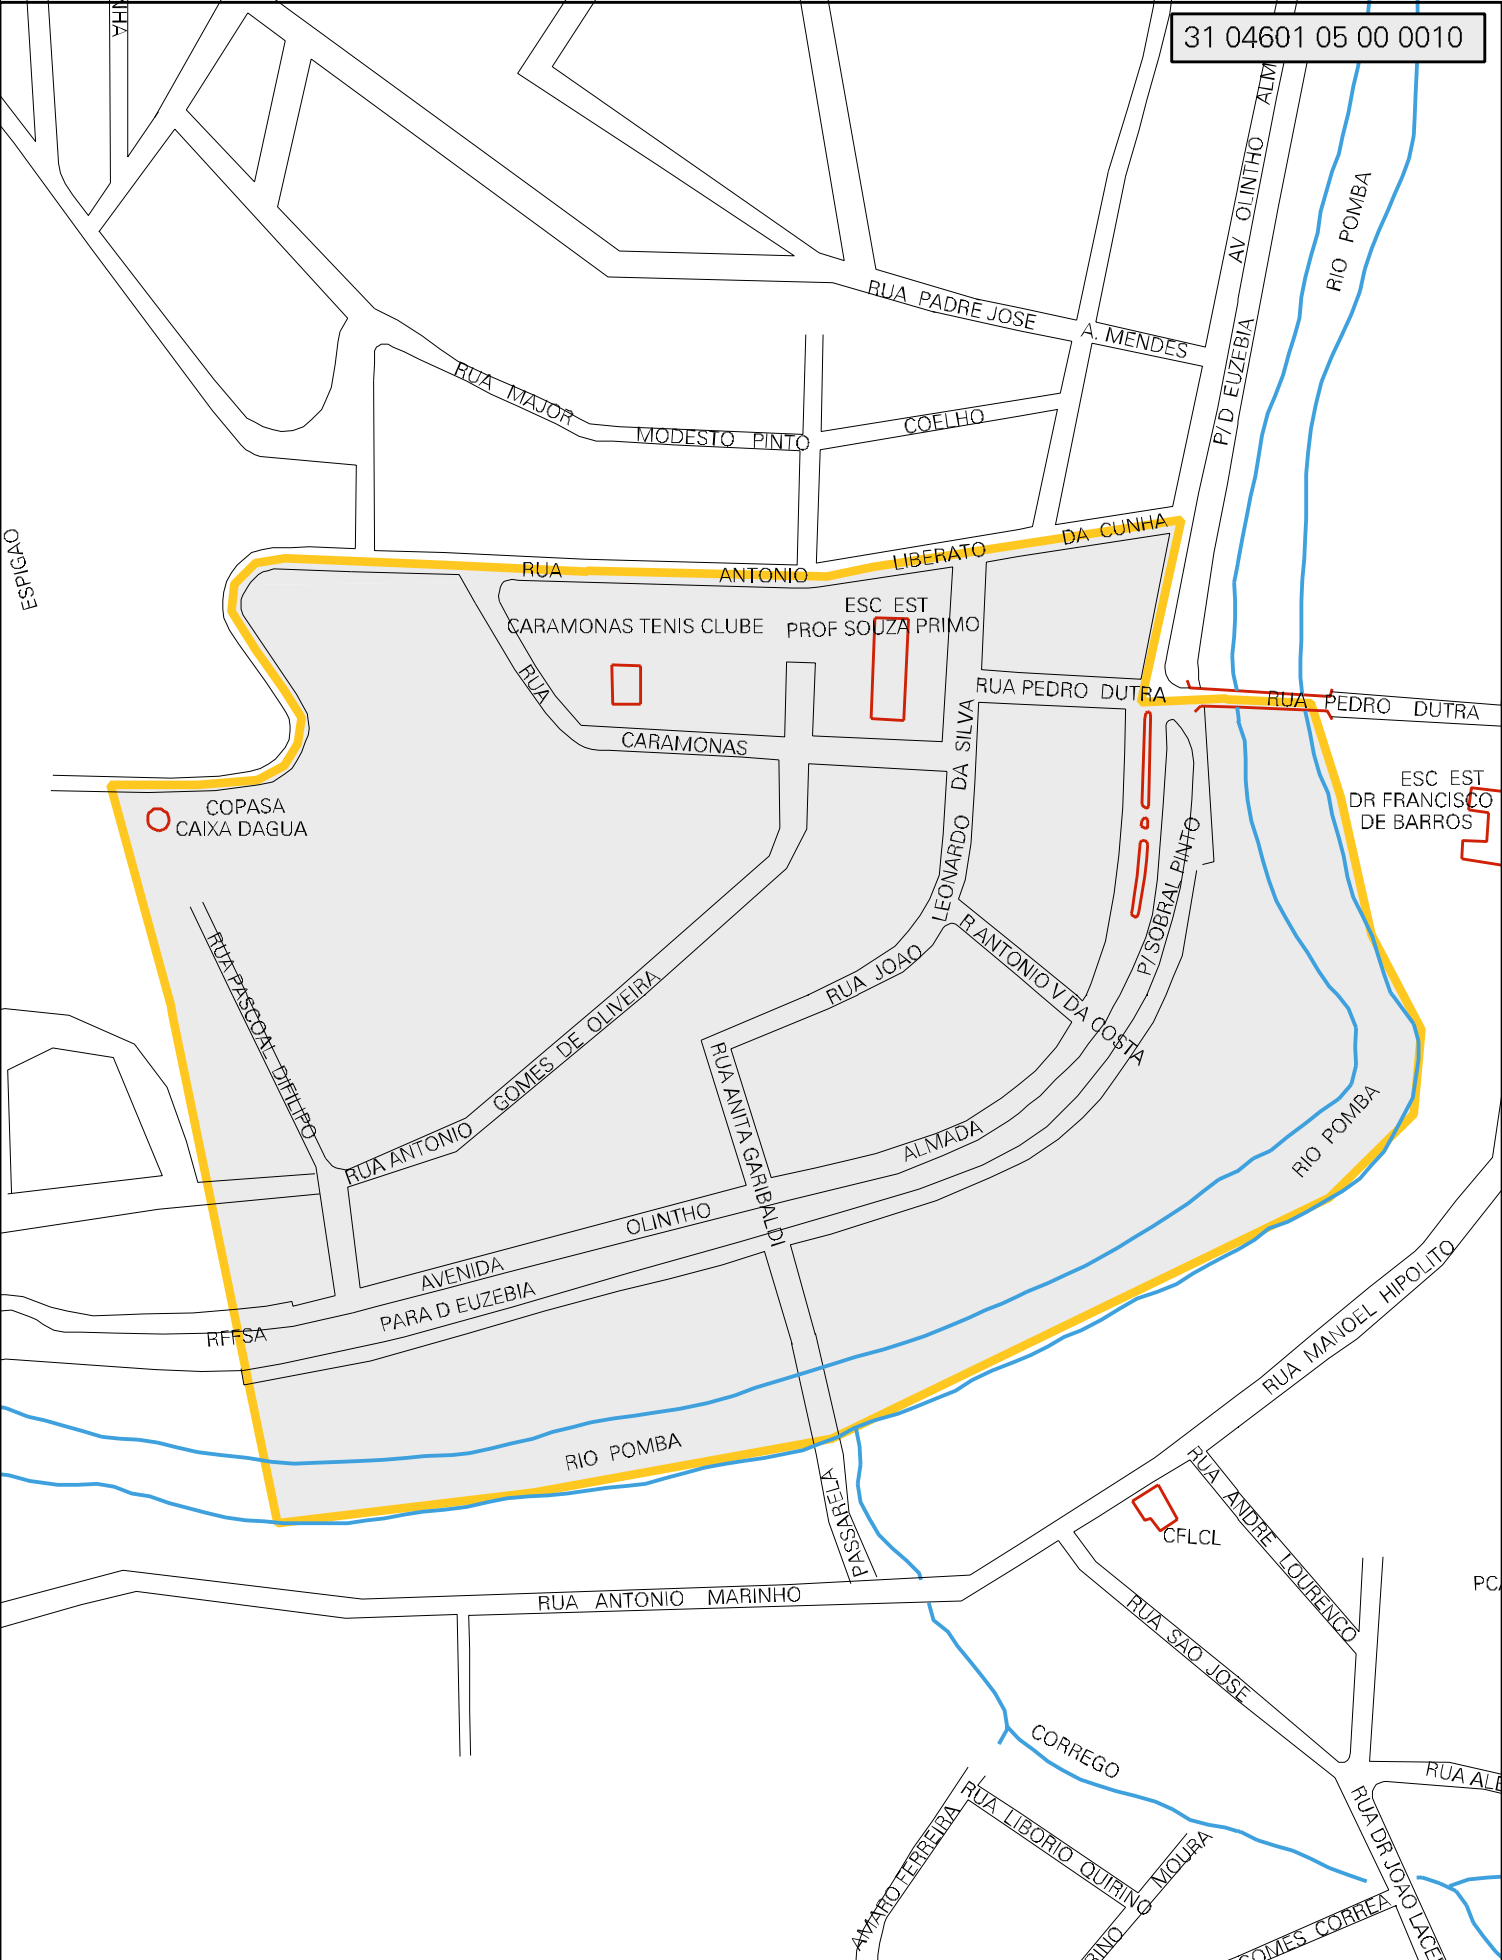 31 04601 05 00 0010
AV OLINTHO
RIO POMBA
RUA PADRE JOSE A. MENDES
P/ D EUZEBIA
RUA MAJOR MODESTO PINTO COELHO
ESPIGAO
RUA ANTONIO LIBERATO DA CUNHA
CARAMONAS TENIS CLUBE
ESC EST
PROF SOUZA PRIMO
RUA CARAMONAS
RUA PEDRO DUTRA
RUA PEDRO DUTRA
ESC EST
DR FRANCISCO
DE BARROS
COPASA
CAIXA DAGUA
RUA JOAO LEONARDO DA SILVA
P/ SOBRAL PINTO
R ANTONIO V DA COSTA
RUA PASCOAL DIFILIPO
RUA ANTONIO GOMES DE OLIVEIRA
RUA ANITA GARIBALDI
AVENIDA OLINTHO ALMADA
PARA D EUZEBIA
RFFSA
RIO POMBA
RIO POMBA
RUA MANOEL HIPOLITO
PASSARELA
RUA ANDRE LOURENCO
CFLCL
RUA ANTONIO MARINHO
RUA SAO JOSE
CORREGO
RUA LIBORIO QUIRINO
AMARO FERREIRA
MOURA
RUA DR JOAO
GOMES CORREA